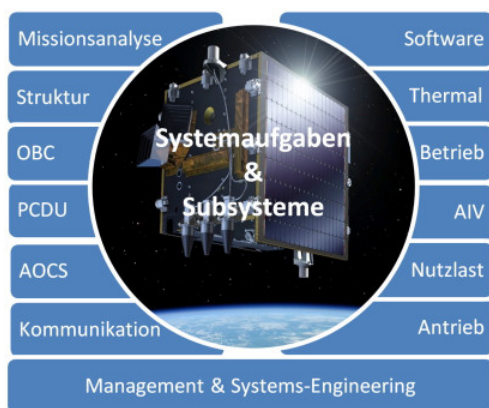 Missionsanalyse
Struktur
OBC
PCDU
AOCS
Kommunikation
Systemaufgaben
&
Subsysteme
Software
Thermal
Betrieb
AIV
Nutzlast
Antrieb
Management & Systems-Engineering